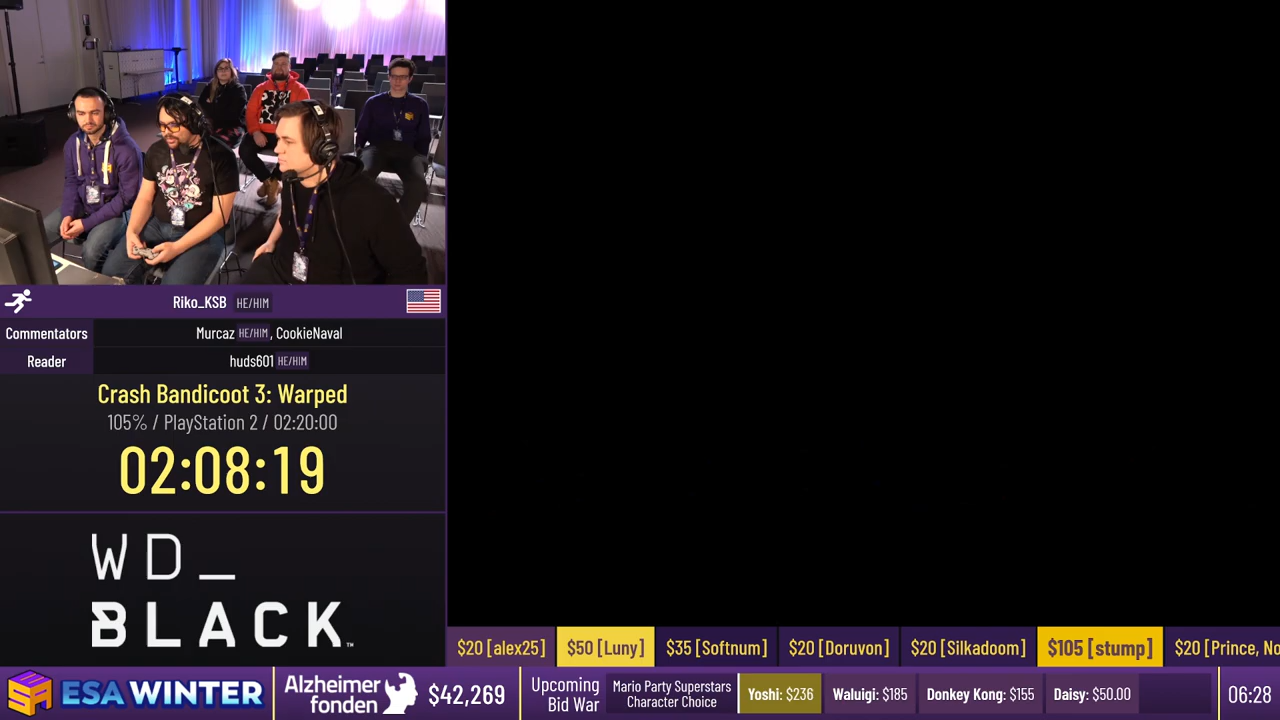 Riko_KSB HE/HIM
Commentators Murcaz HE/HIM, CookieNaval
Reader huds601 HE/HIM
Crash Bandicoot 3: Warped
105% / PlayStation 2 / 02:20:00
02:08:19
WD_
BLACK™
$20 [alex25] $50 [Luny] $35 [Softnum] $20 [Doruvon] $20 [Silkadoom] $105 [stump] $20 [Prince, No
ESA WINTER
Alzheimer
fonden
$42,269
Upcoming
Bid War
Mario Party Superstars
Character Choice
Yoshi: $236 Waluigi: $185 Donkey Kong: $155 Daisy: $50.00
06:28